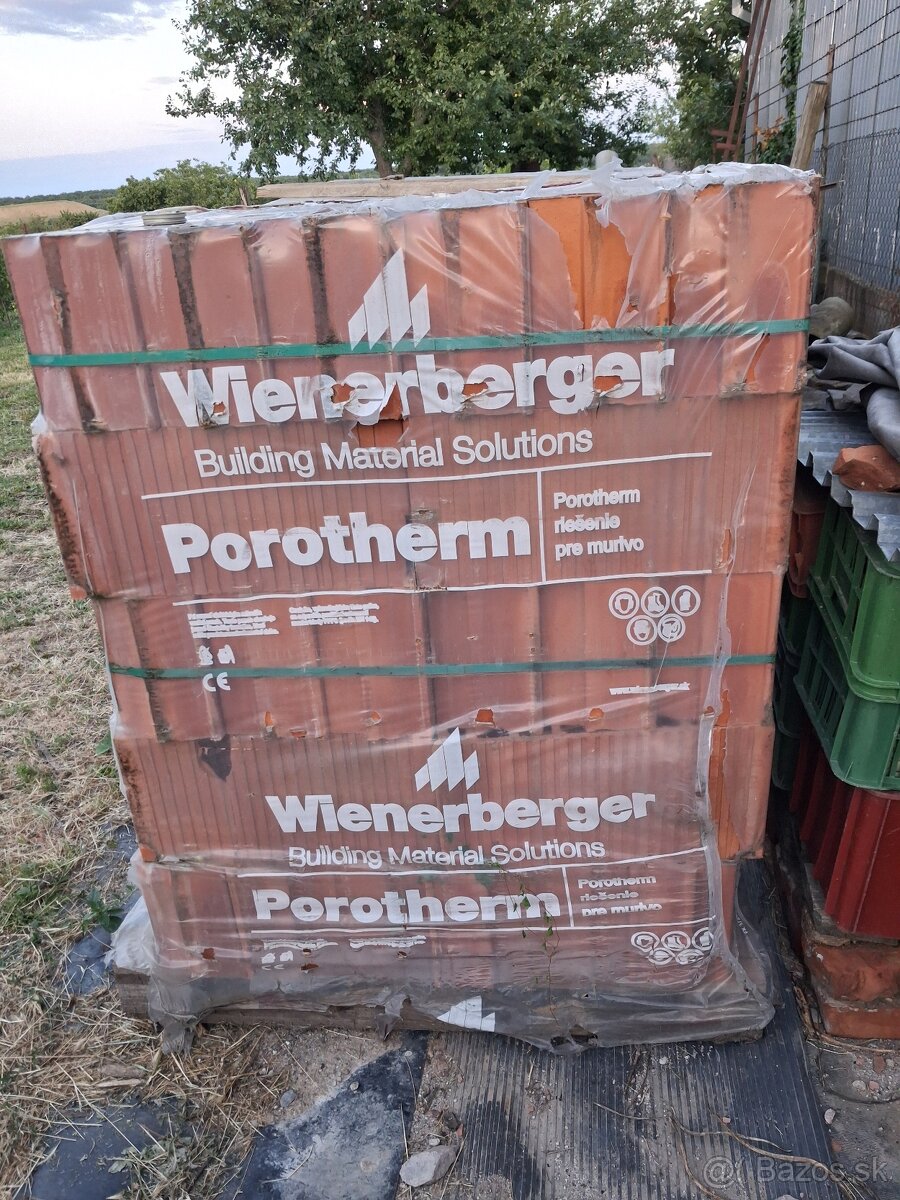 Wienerberger
Building Material Solutions
Porotherm
Porotherm
riešenie
pre murivo
CE
Wienerberger
Building Material Solutions
Porotherm
Porotherm
riešenie
pre murivo
@ Bazos.sk